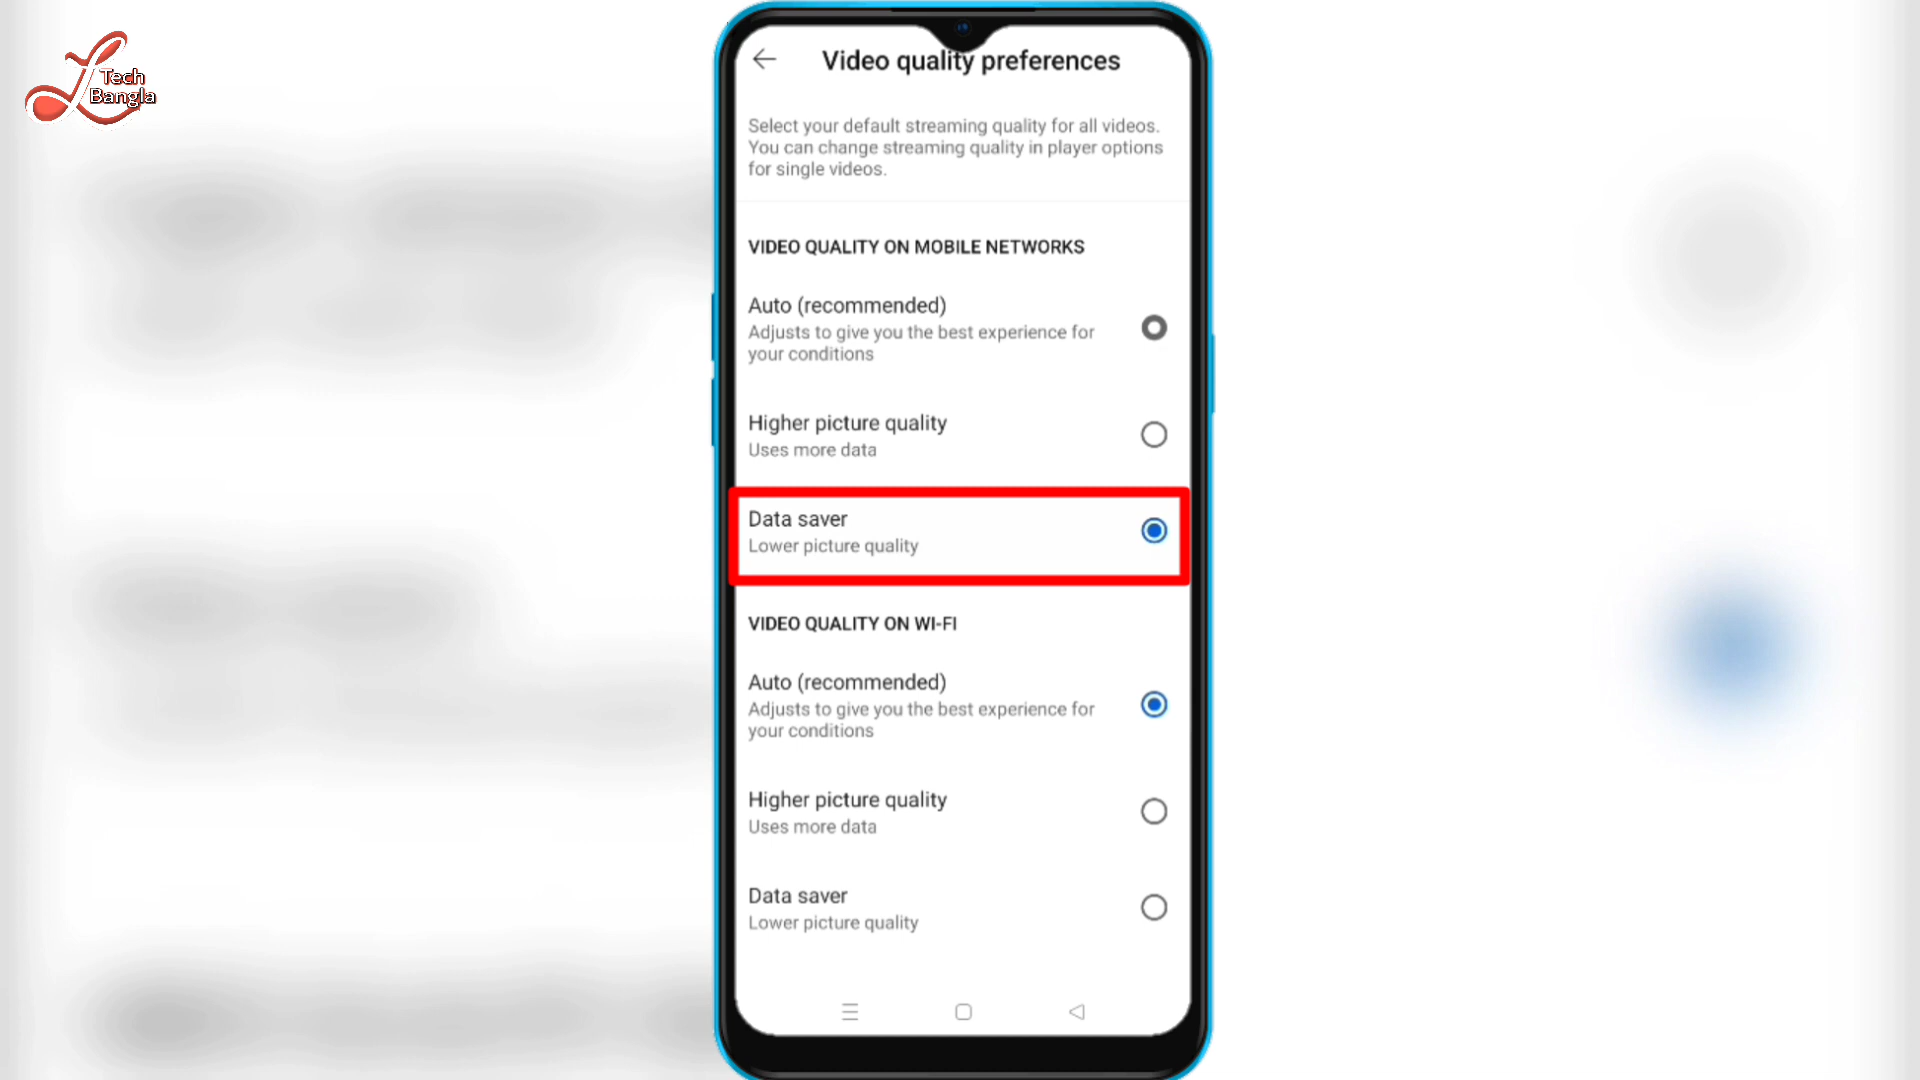 Tech
Bangla
Video quality preferences
Select your default streaming quality for all videos.
You can change streaming quality in player options
for single videos.
VIDEO QUALITY ON MOBILE NETWORKS
Auto (recommended)
Adjusts to give you the best experience for
your conditions
Higher picture quality
Uses more data
Data saver
Lower picture quality
VIDEO QUALITY ON WI-FI
Auto (recommended)
Adjusts to give you the best experience for
your conditions
Higher picture quality
Uses more data
Data saver
Lower picture quality